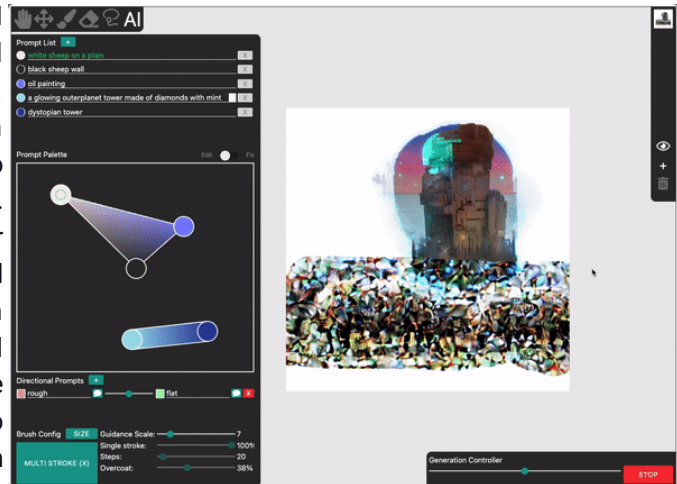 AI
Prompt List +
white sheep on a plain X
black sheep wall X
oil painting X
a glowing outerplanet tower made of diamonds with mint X
dystopian tower X
Prompt Palette Edit Fix
Directional Prompts +
rough flat X
Brush Config SIZE Guidance Scale: 7
Single stroke: 100%
Steps: 20
MULTI STROKE (X) Overcoat: 38%
Generation Controller
STOP